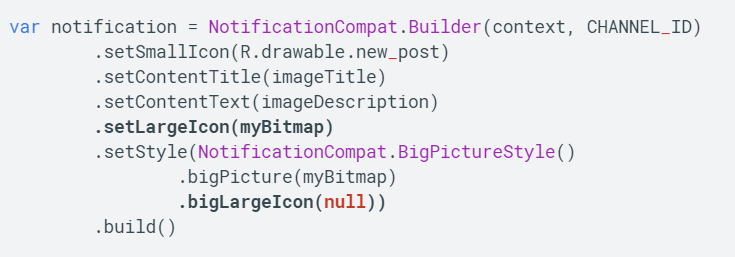 var notification = NotificationCompat.Builder(context, CHANNEL_ID)
.setSmallIcon(R.drawable.new_post)
.setContentTitle(imageTitle)
.setContentText(imageDescription)
.setLargeIcon(myBitmap)
.setStyle(NotificationCompat.BigPictureStyle()
.bigPicture(myBitmap)
.bigLargeIcon(null))
.build()